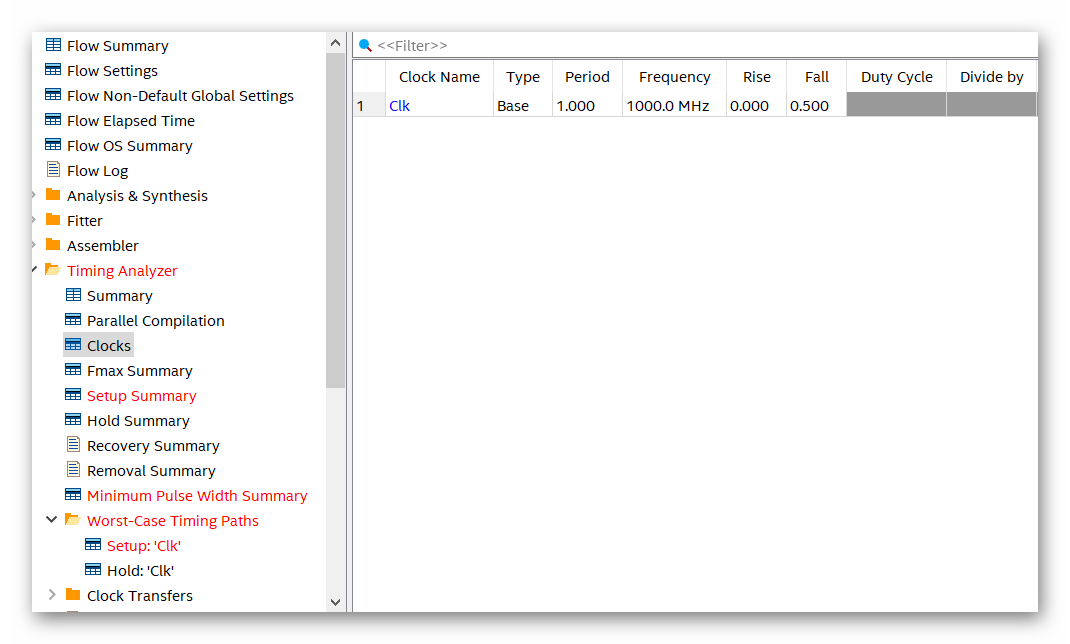 Flow Summary
Flow Settings
Flow Non-Default Global Settings
Flow Elapsed Time
Flow OS Summary
Flow Log
Analysis & Synthesis
Fitter
Assembler
Timing Analyzer
Summary
Parallel Compilation
Clocks
Fmax Summary
Setup Summary
Hold Summary
Recovery Summary
Removal Summary
Minimum Pulse Width Summary
Worst-Case Timing Paths
Setup: 'Clk'
Hold: 'Clk'
Clock Transfers
<<Filter>>
Clock Name Type Period Frequency Rise Fall Duty Cycle Divide by
1 Clk Base 1.000 1000.0 MHz 0.000 0.500